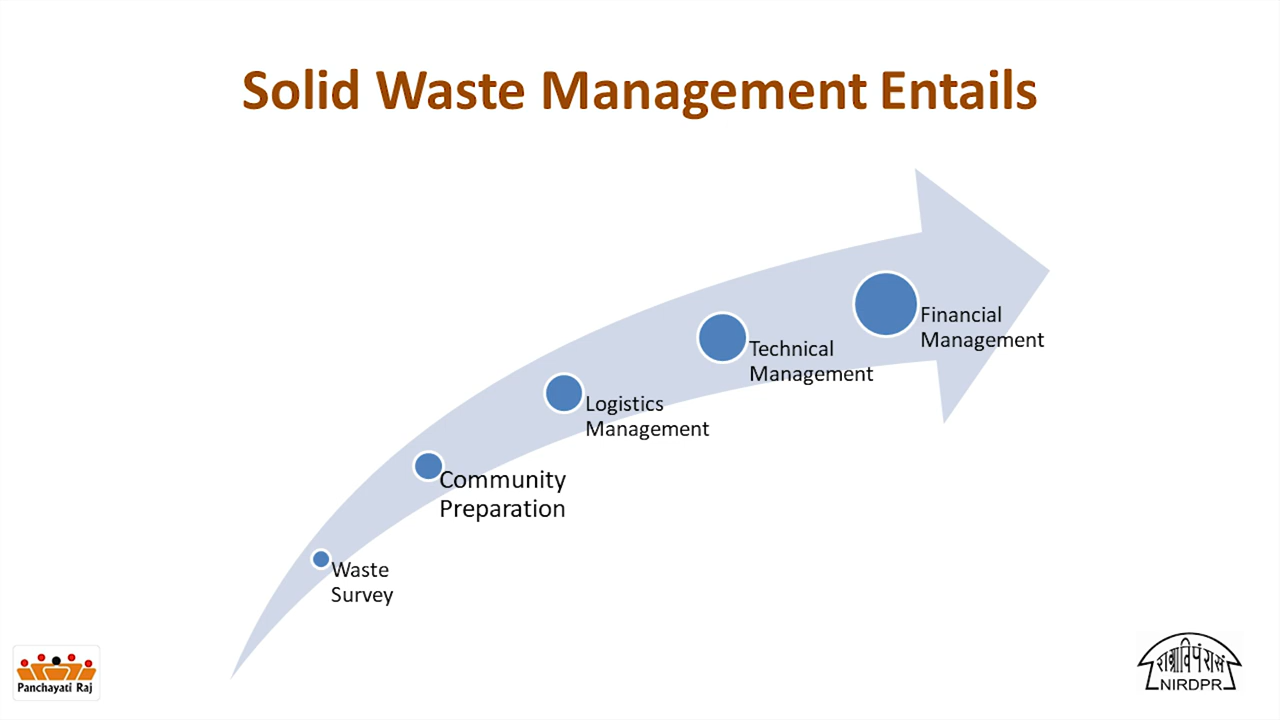 Solid Waste Management Entails
Financial
Management
Technical
Management
Logistics
Management
Community
Preparation
Waste
Survey
Panchayati Raj
NIRDPR